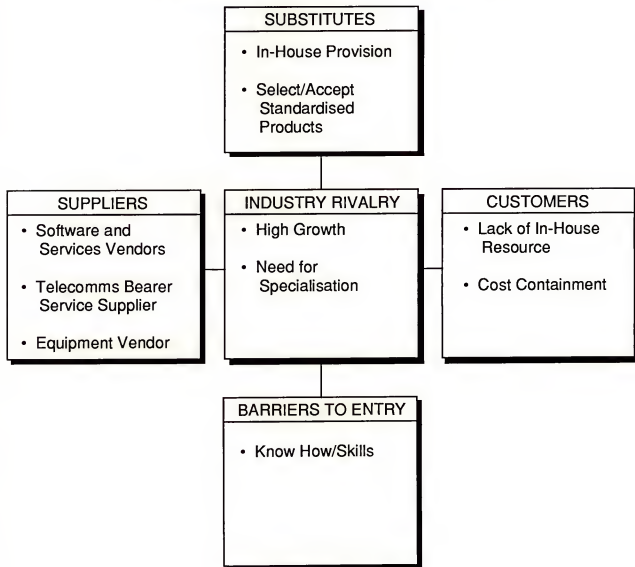 SUBSTITUTES
• In-House Provision
• Select/Accept
Standardised
Products
SUPPLIERS
• Software and
Services Vendors
• Telecomms Bearer
Service Supplier
• Equipment Vendor
INDUSTRY RIVALRY
• High Growth
• Need for
Specialisation
CUSTOMERS
• Lack of In-House
Resource
• Cost Containment
BARRIERS TO ENTRY
• Know How/Skills